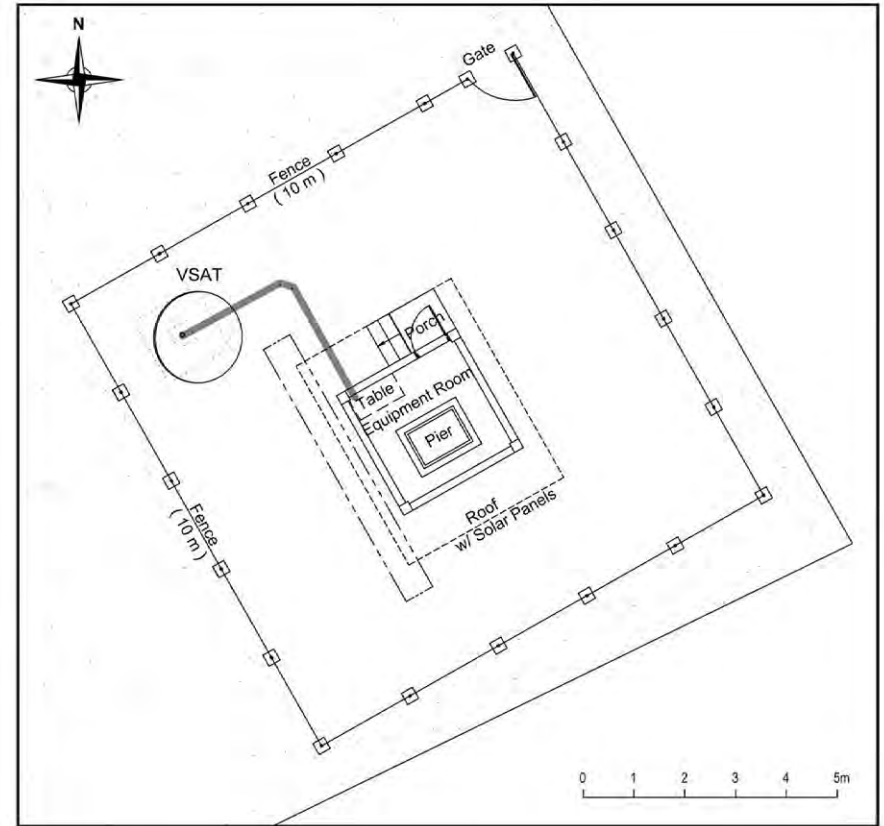 N
Gate
Fence
( 10 m )
VSAT
Porch
Table
Equipment Room
Pier
Fence
( 10 m )
Roof
w/ Solar Panels
0 1 2 3 4 5m